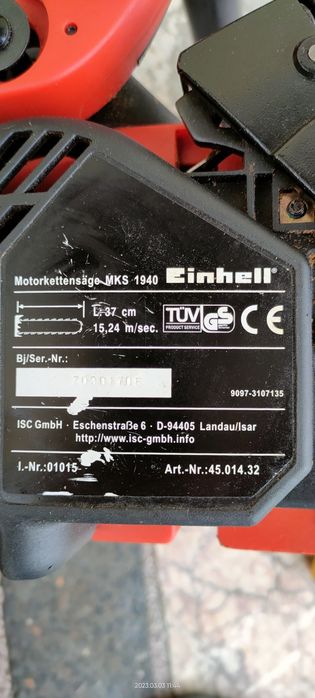 Motorkettensäge MKS 1940 Einhell
L: 37 cm
15,24 m/sec.
TÜV PRODUCT SERVICE GS CE
Bj/Ser.-Nr.:
9097-3107135
ISC GmbH · Eschenstraße 6 · D-94405 Landau/Isar
http://www.isc-gmbh.info
I.-Nr.:01015 Art.-Nr.:45.014.32
2023.03.03 11:44